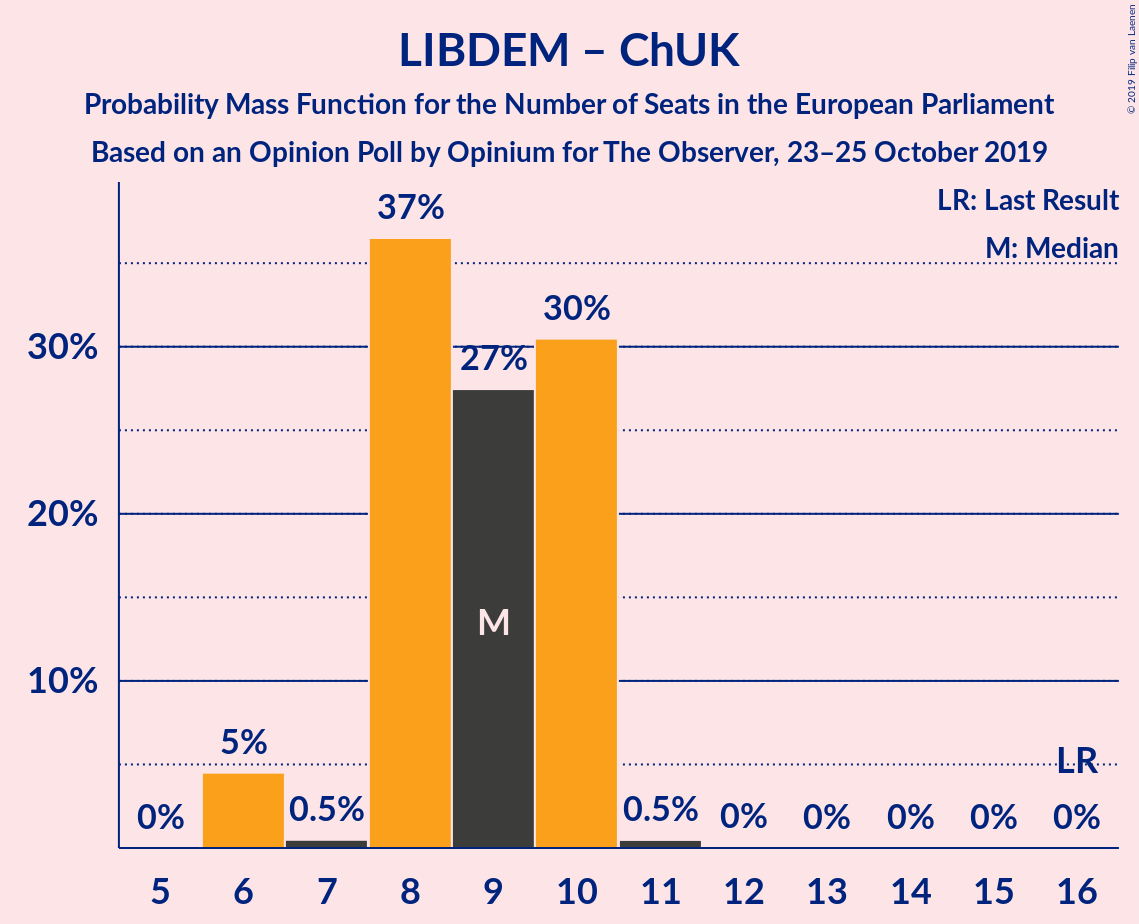 LIBDEM – ChUK
Probability Mass Function for the Number of Seats in the European Parliament
Based on an Opinion Poll by Opinium for The Observer, 23–25 October 2019
© 2019 Filip van Laenen
LR: Last Result
M: Median
37%
30%
27%
30%
20%
M
10%
5%
LR
0%
0.5%
0.5%
0%
0%
0%
0%
0%
5 6 7 8 9 10 11 12 13 14 15 16